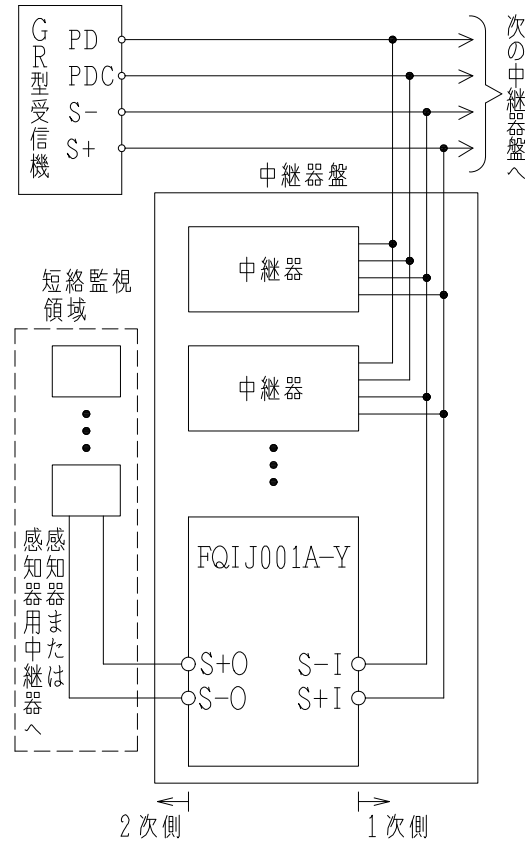 GR型受信機
PD
PDC
S-
S+
次の中継器盤へ
中継器盤
中継器
短絡監視
領域
中継器
FQIJ001A-Y
感知器または
感知器用中継器へ
S+O
S-I
S-O
S+I
2次側
1次側